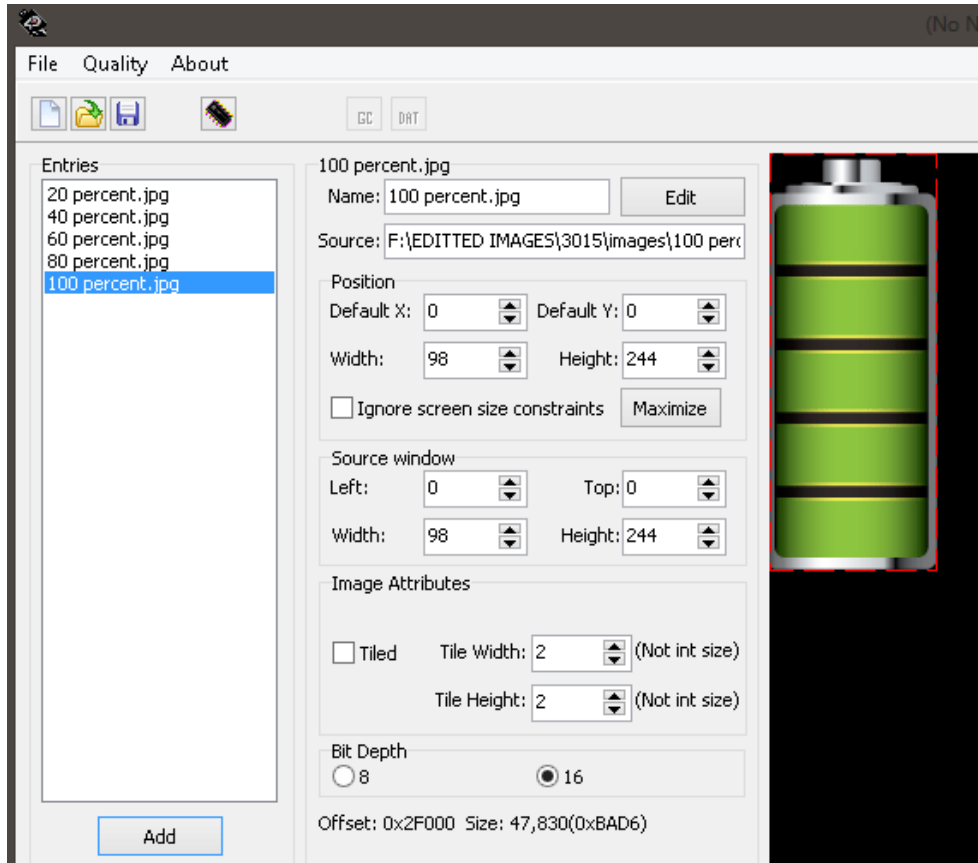 (No N
File Quality About
GC DAT
Entries
20 percent.jpg
40 percent.jpg
60 percent.jpg
80 percent.jpg
100 percent.jpg
Add
100 percent.jpg
Name: 100 percent.jpg Edit
Source: F:\EDITTED IMAGES\3015\images\100 perc
Position
Default X: 0 Default Y: 0
Width: 98 Height: 244
Ignore screen size constraints Maximize
Source window
Left: 0 Top: 0
Width: 98 Height: 244
Image Attributes
Tiled Tile Width: 2 (Not int size)
Tile Height: 2 (Not int size)
Bit Depth
8 16
Offset: 0x2F000 Size: 47,830(0xBAD6)